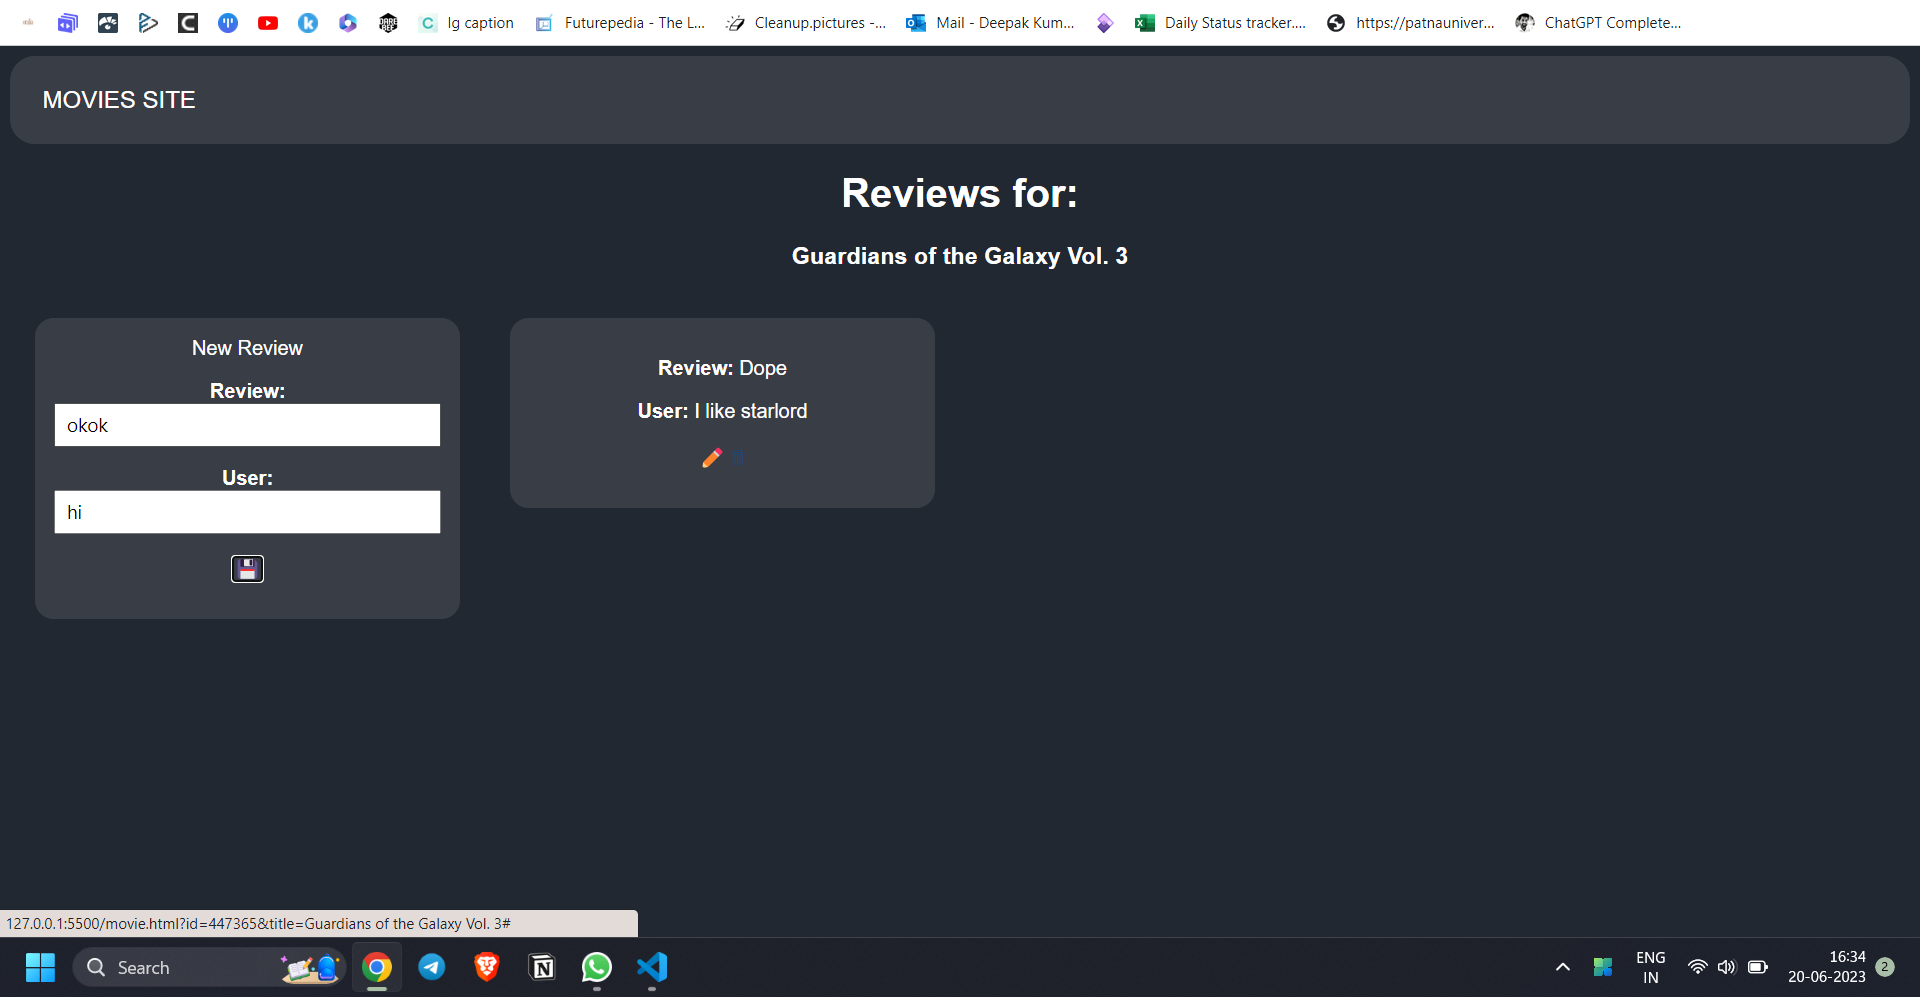 lg caption
Futurepedia - The L...
Cleanup.pictures -...
Mail - Deepak Kum...
Daily Status tracker....
https://patnauniver...
ChatGPT Complete...
MOVIES SITE
Reviews for:
Guardians of the Galaxy Vol. 3
New Review
Review:
okok
User:
hi
Review: Dope
User: I like starlord
127.0.0.1:5500/movie.html?id=447365&title=Guardians of the Galaxy Vol. 3#
Search
ENG
IN
16:34
20-06-2023
2